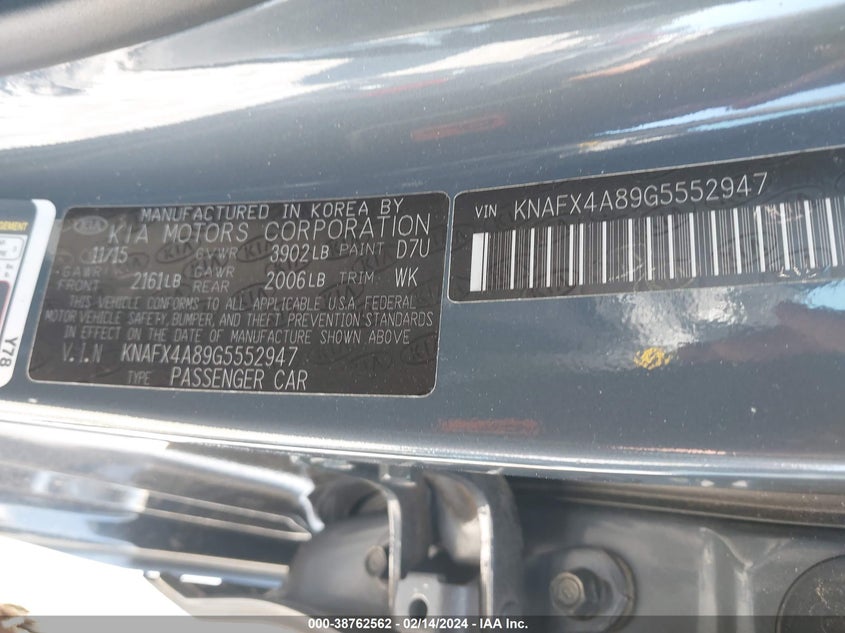 GEMENT
Y78
KIA
MANUFACTURED IN KOREA BY
KIA MOTORS CORPORATION
11/15 GVWR 3902LB PAINT D7U
GAWR FRONT 2161LB GAWR REAR 2006LB TRIM WK
THIS VEHICLE CONFORMS TO ALL APPLICABLE U.S.A FEDERAL
MOTOR VEHICLE SAFETY, BUMPER, AND THEFT PREVENTION STANDARDS
IN EFFECT ON THE DATE OF MANUFACTURE SHOWN ABOVE
V.I.N KNAFX4A89G5552947
TYPE PASSENGER CAR
VIN KNAFX4A89G5552947
000-38762562 - 02/14/2024 - IAA Inc.